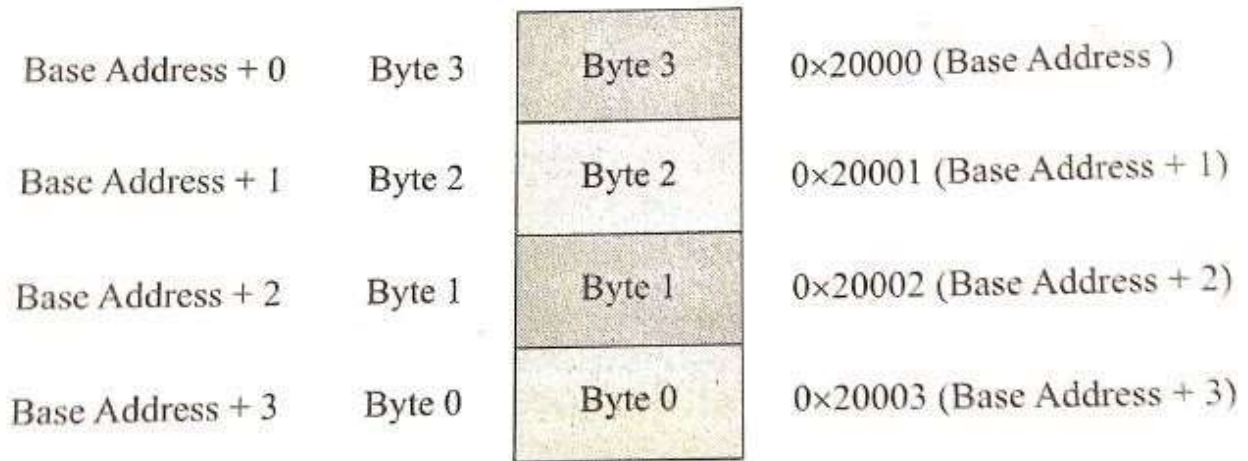 Base Address + 0 Byte 3 Byte 3 0×20000 (Base Address )
Base Address + 1 Byte 2 Byte 2 0×20001 (Base Address + 1)
Base Address + 2 Byte 1 Byte 1 0×20002 (Base Address + 2)
Base Address + 3 Byte 0 Byte 0 0×20003 (Base Address + 3)